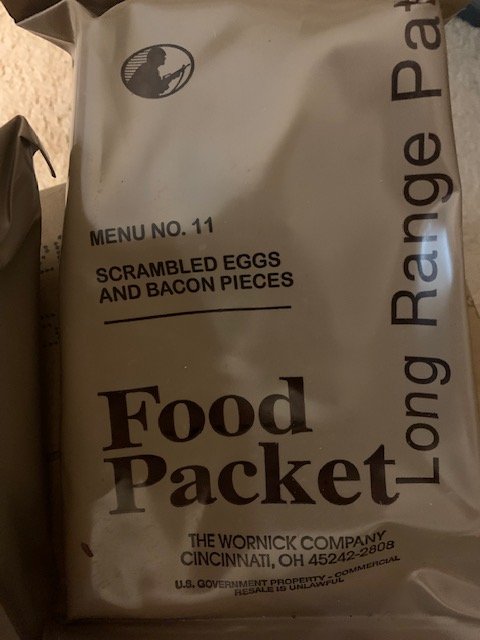 MENU NO. 11
SCRAMBLED EGGS
AND BACON PIECES
Long Range Pat
Food
Packet
THE WORNICK COMPANY
CINCINNATI, OH 45242-2808
U.S. GOVERNMENT PROPERTY - COMMERCIAL
RESALE IS UNLAWFUL